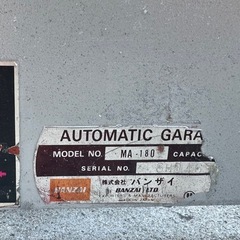 AUTOMATIC GARA
MODEL NO. MA-180 CAPAC
SERIAL NO.
BANZAI
株式会社 バンザイ
BANZAI LTD.